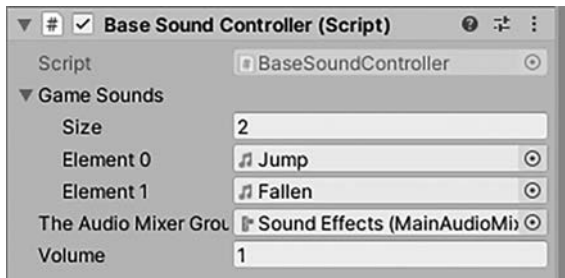 Base Sound Controller (Script)
Script BaseSoundController
Game Sounds
Size 2
Element 0 Jump
Element 1 Fallen
The Audio Mixer Grou Sound Effects (MainAudioMix
Volume 1